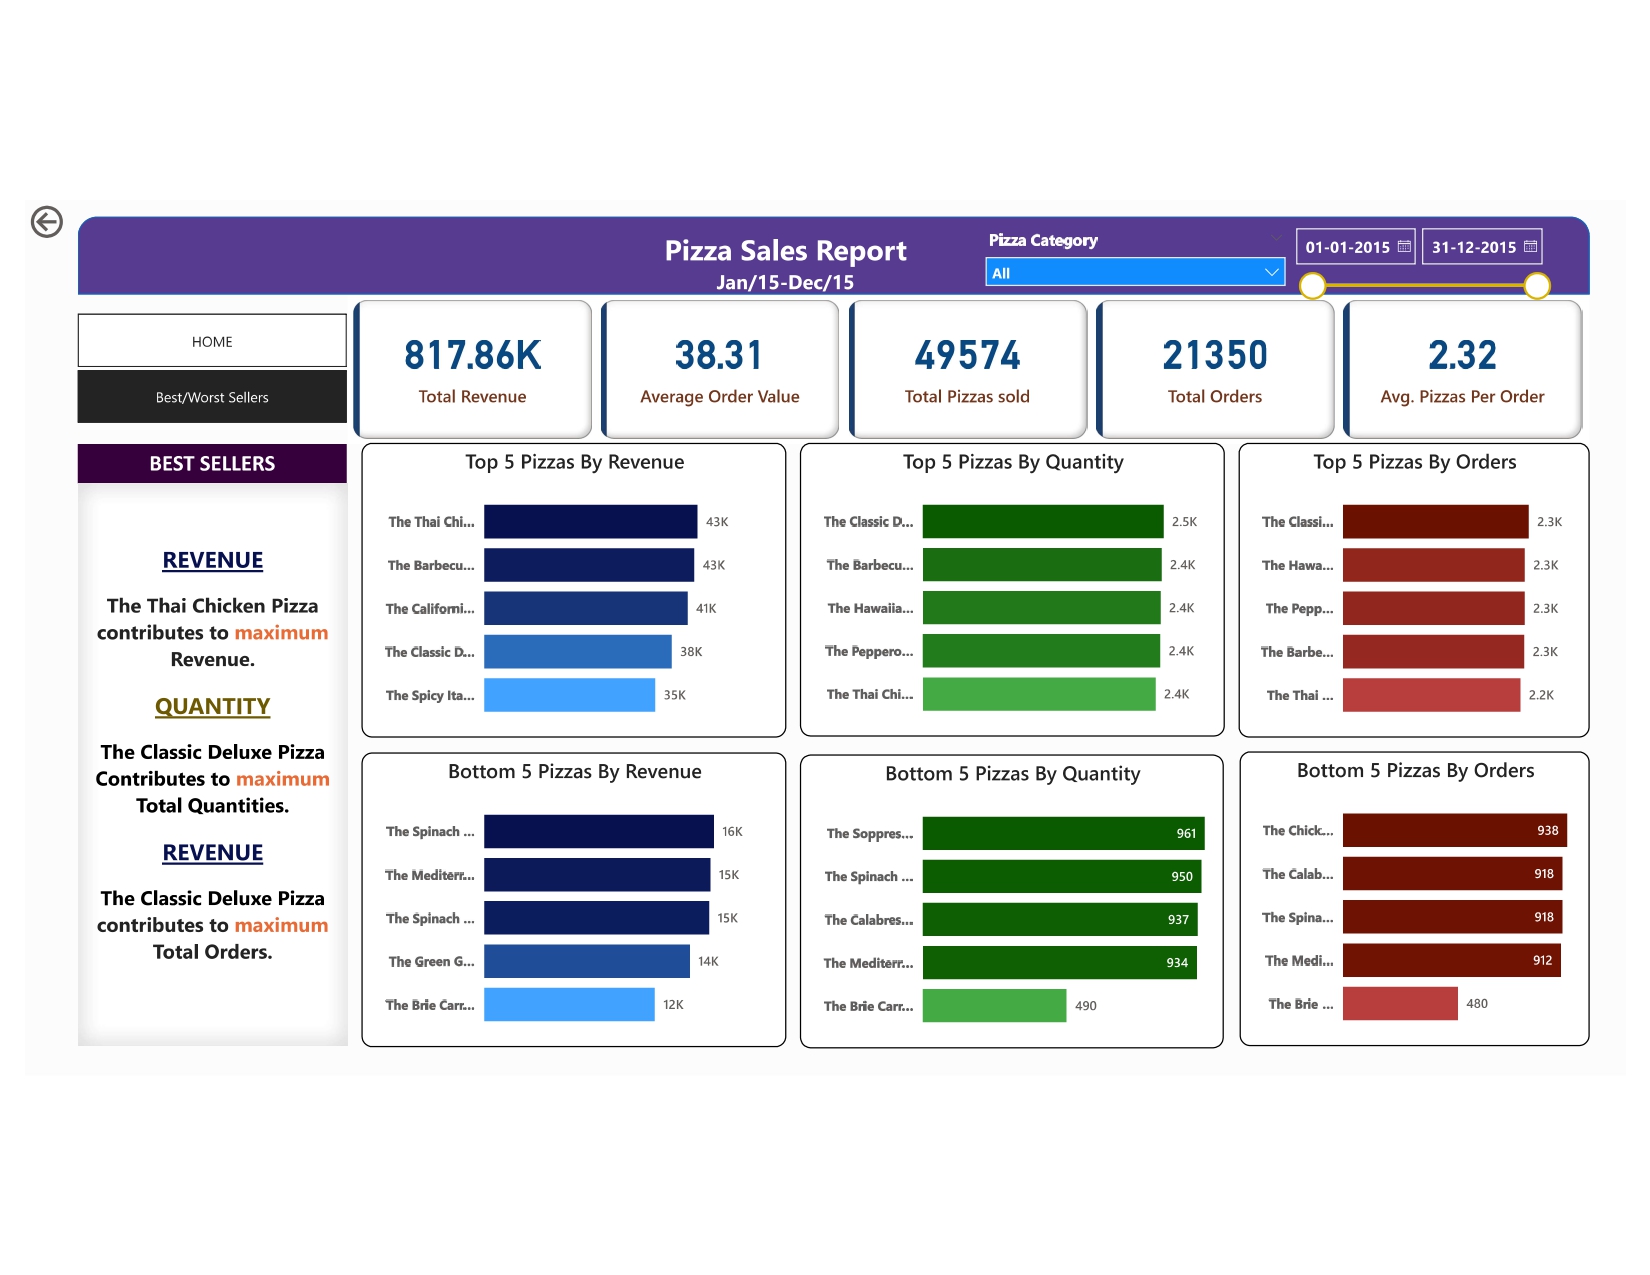 Pizza Sales Report
Jan/15-Dec/15
Pizza Category
All
01-01-2015
31-12-2015
HOME
Best/Worst Sellers
817.86K
Total Revenue
38.31
Average Order Value
49574
Total Pizzas sold
21350
Total Orders
2.32
Avg. Pizzas Per Order
BEST SELLERS
REVENUE
The Thai Chicken Pizza
contributes to maximum
Revenue.
QUANTITY
The Classic Deluxe Pizza
Contributes to maximum
Total Quantities.
REVENUE
The Classic Deluxe Pizza
contributes to maximum
Total Orders.
Top 5 Pizzas By Revenue
The Thai Chi... 43K
The Barbecu... 43K
The Californi... 41K
The Classic D... 38K
The Spicy Ita... 35K
Top 5 Pizzas By Quantity
The Classic D... 2.5K
The Barbecu... 2.4K
The Hawaiia... 2.4K
The Peppero... 2.4K
The Thai Chi... 2.4K
Top 5 Pizzas By Orders
The Classi... 2.3K
The Hawa... 2.3K
The Pepp... 2.3K
The Barbe... 2.3K
The Thai ... 2.2K
Bottom 5 Pizzas By Revenue
The Spinach ... 16K
The Mediterr... 15K
The Spinach ... 15K
The Green G... 14K
The Brie Carr... 12K
Bottom 5 Pizzas By Quantity
The Soppres... 961
The Spinach ... 950
The Calabres... 937
The Mediterr... 934
The Brie Carr... 490
Bottom 5 Pizzas By Orders
The Chick... 938
The Calab... 918
The Spina... 918
The Medi... 912
The Brie ... 480